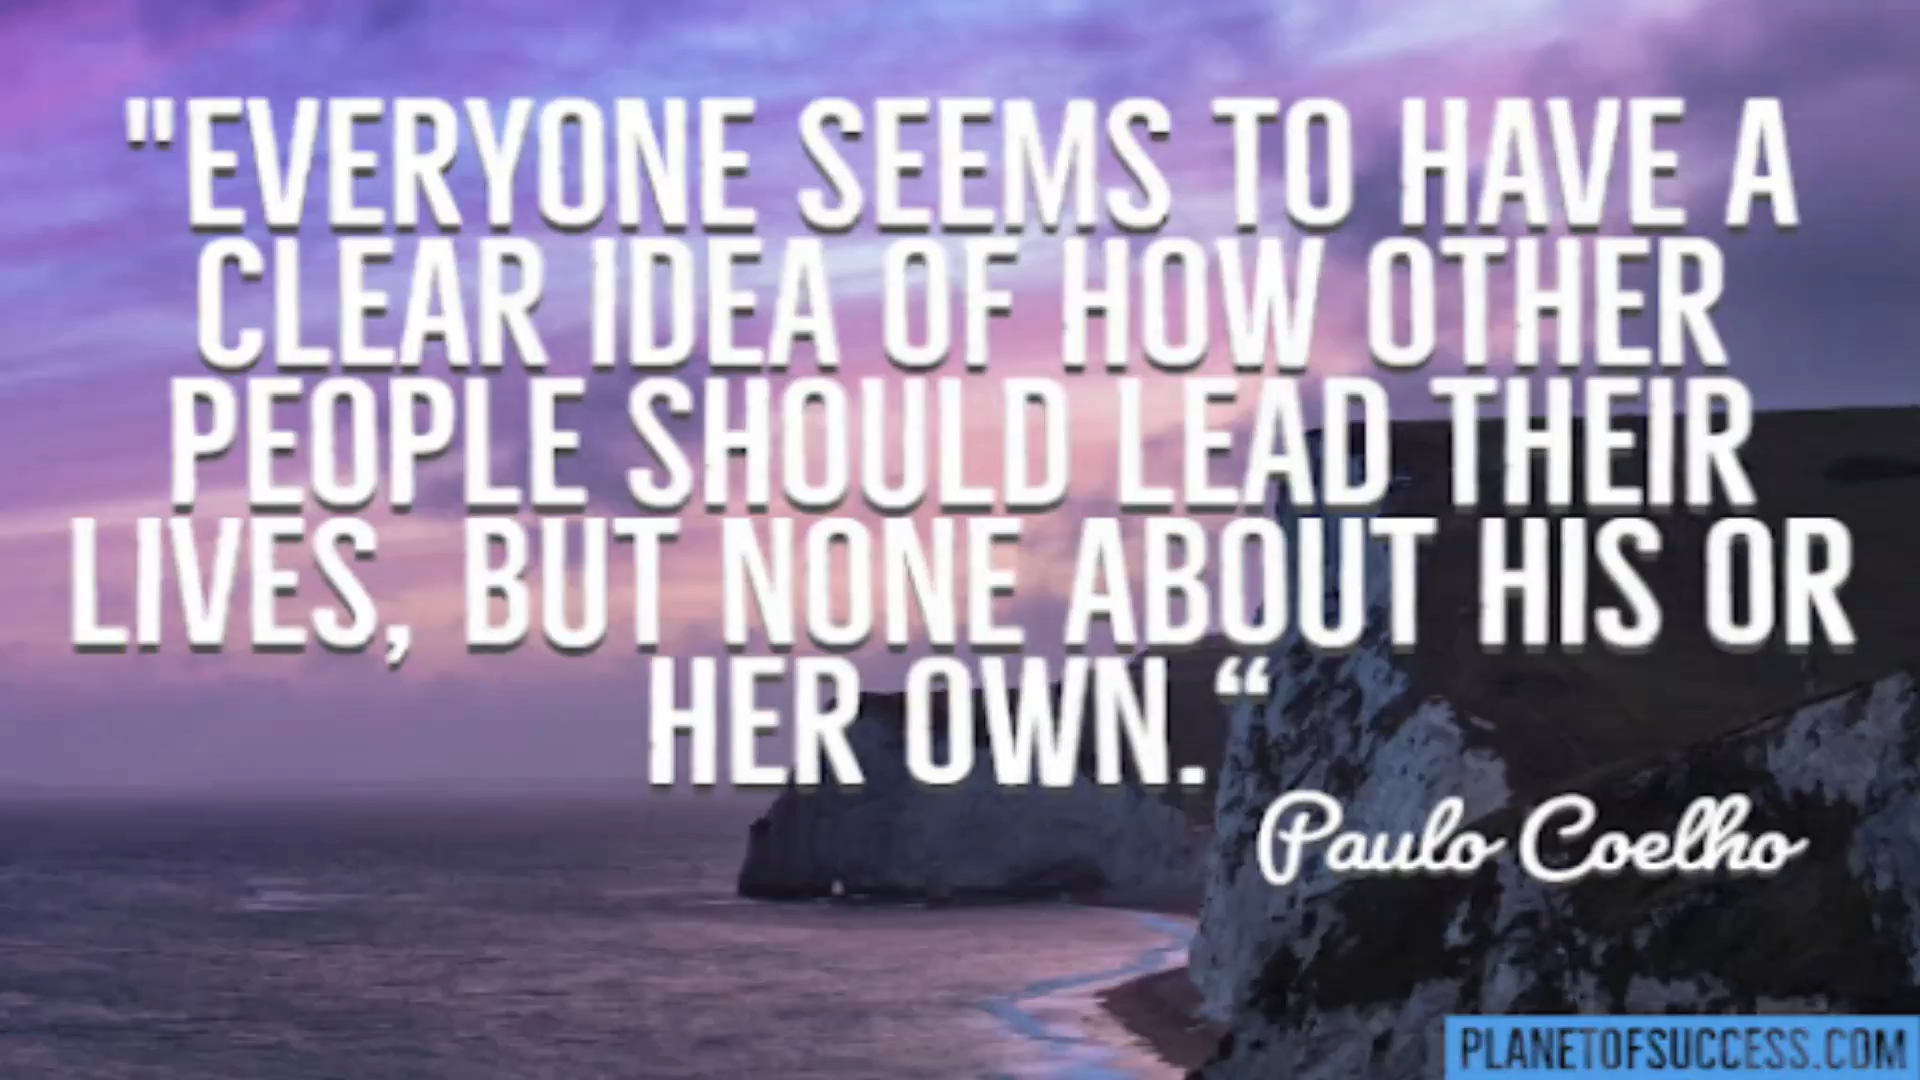 "EVERYONE SEEMS TO HAVE A
CLEAR IDEA OF HOW OTHER
PEOPLE SHOULD LEAD THEIR
LIVES, BUT NONE ABOUT HIS OR
HER OWN.“
Paulo Coelho
PLANETOFSUCCESS.COM